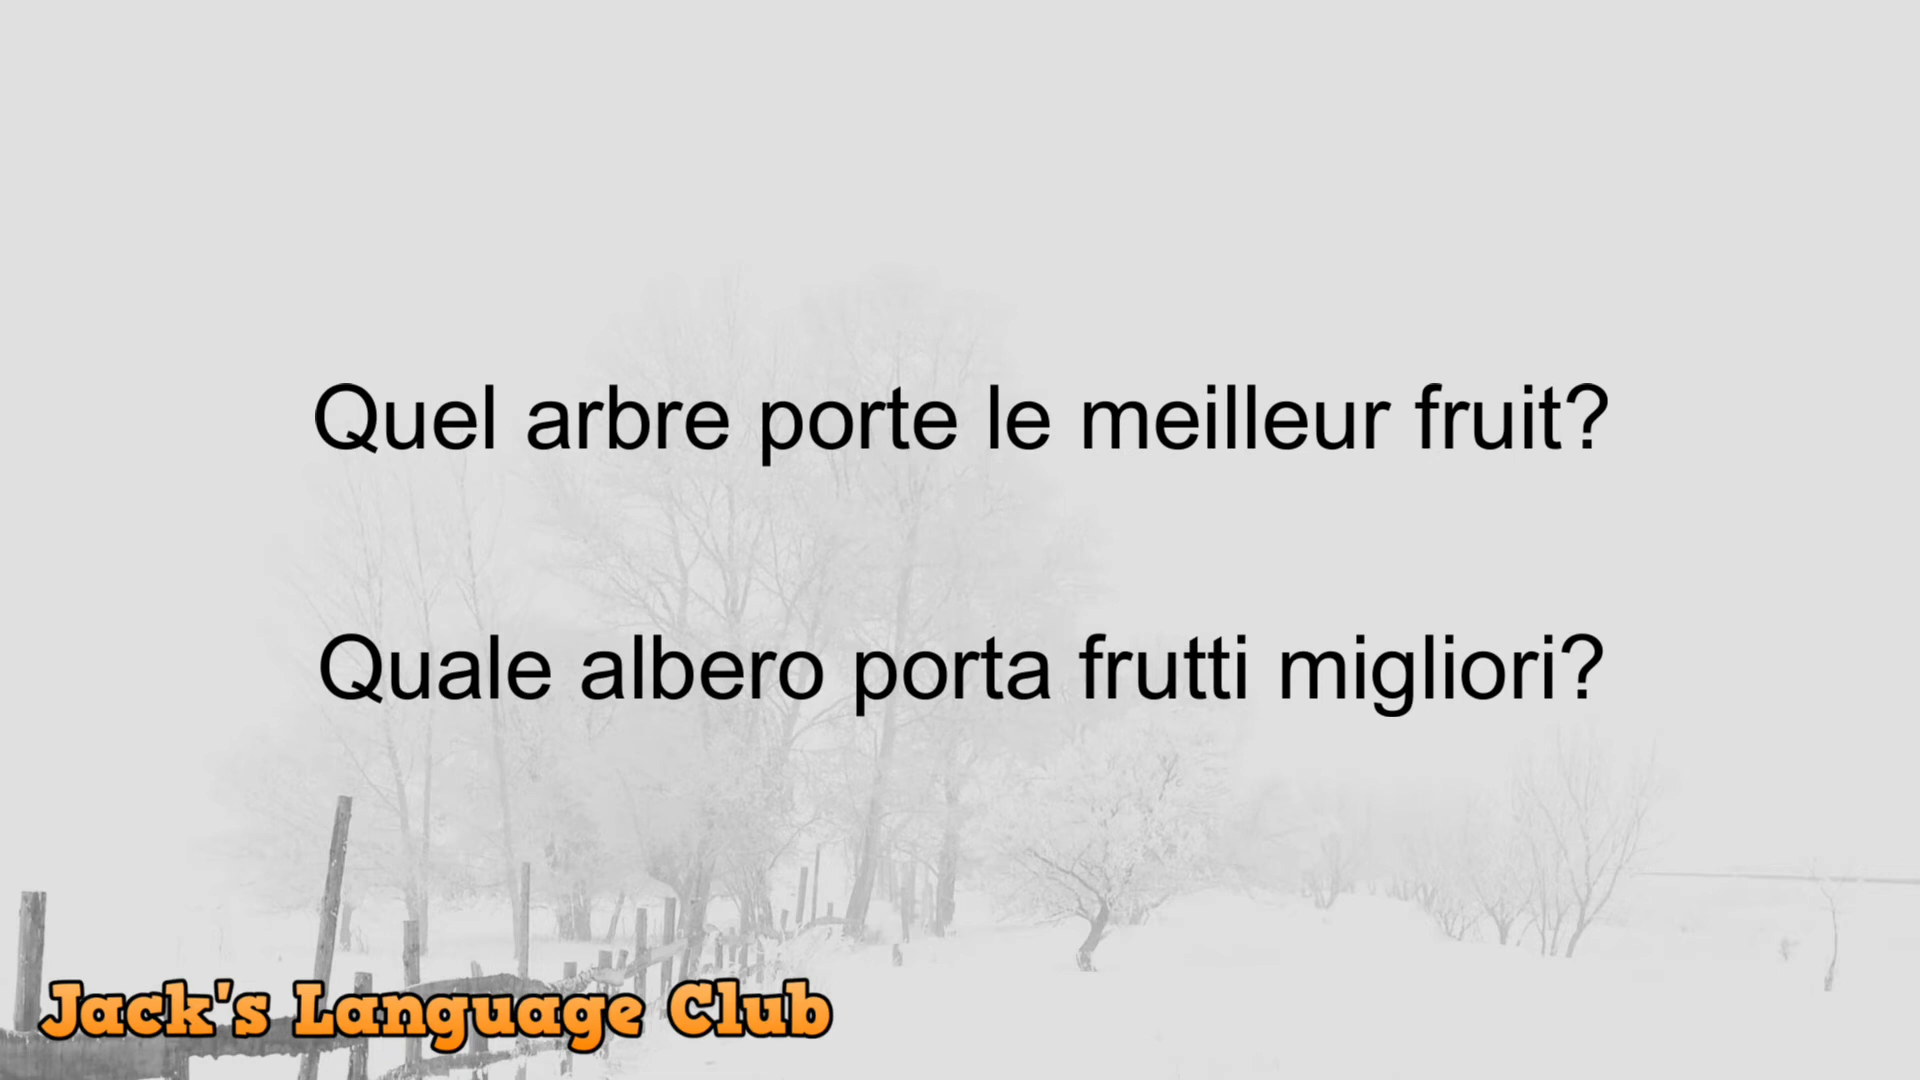 Quel arbre porte le meilleur fruit?
Quale albero porta frutti migliori?
Jack's Language Club